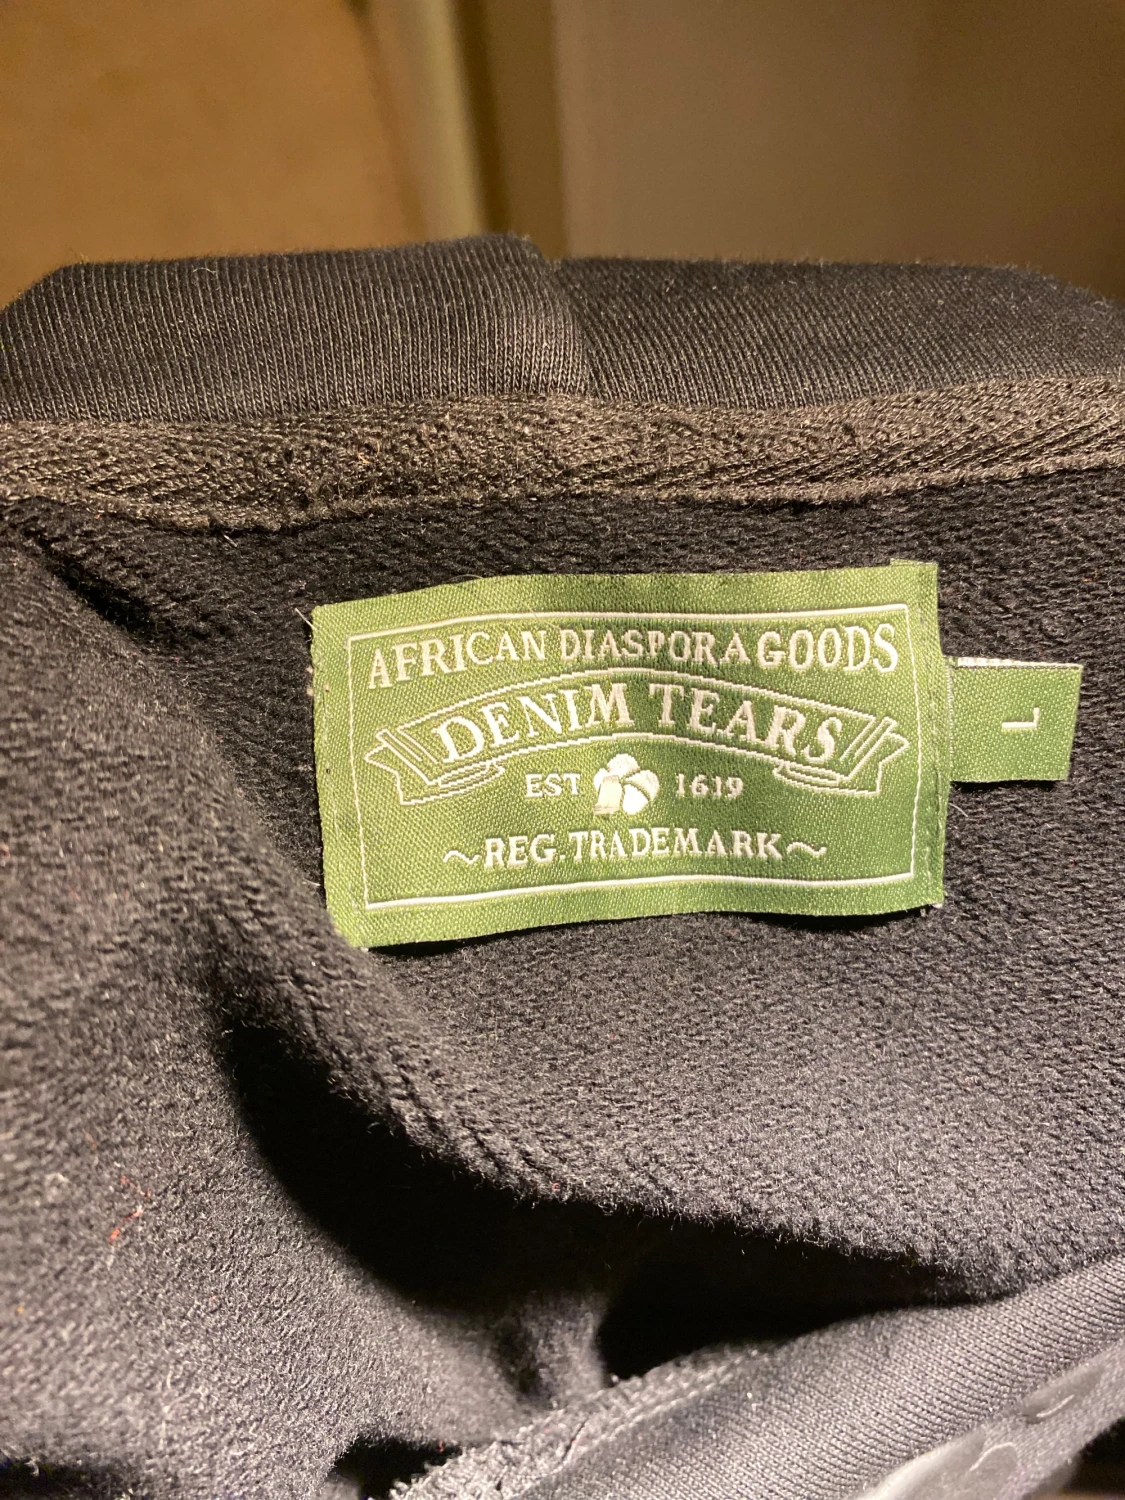 AFRICAN DIASPORA GOODS
DENIM TEARS
EST 1619
~REG. TRADEMARK~
L